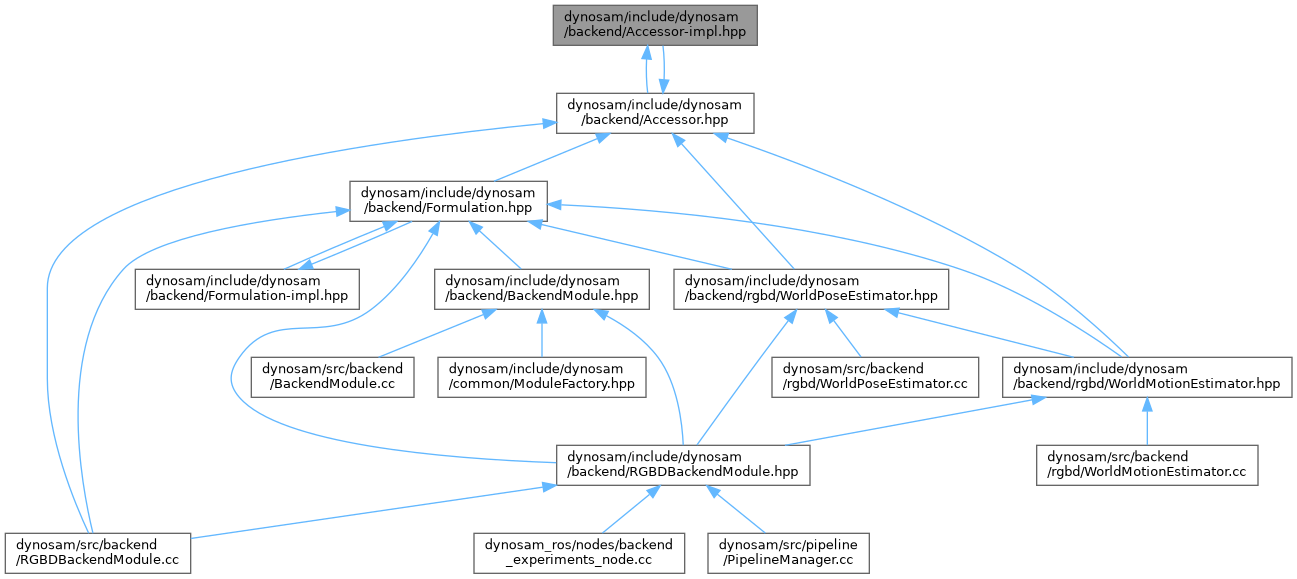 dynosam/include/dynosam
/backend/Accessor-impl.hpp
dynosam/include/dynosam
/backend/Accessor.hpp
dynosam/include/dynosam
/backend/Formulation.hpp
dynosam/include/dynosam
/backend/Formulation-impl.hpp
dynosam/include/dynosam
/backend/BackendModule.hpp
dynosam/include/dynosam
/backend/rgbd/WorldPoseEstimator.hpp
dynosam/src/backend
/BackendModule.cc
dynosam/include/dynosam
/common/ModuleFactory.hpp
dynosam/src/backend
/rgbd/WorldPoseEstimator.cc
dynosam/include/dynosam
/backend/rgbd/WorldMotionEstimator.hpp
dynosam/include/dynosam
/backend/RGBDBackendModule.hpp
dynosam/src/backend
/rgbd/WorldMotionEstimator.cc
dynosam/src/backend
/RGBDBackendModule.cc
dynosam_ros/nodes/backend
_experiments_node.cc
dynosam/src/pipeline
/PipelineManager.cc